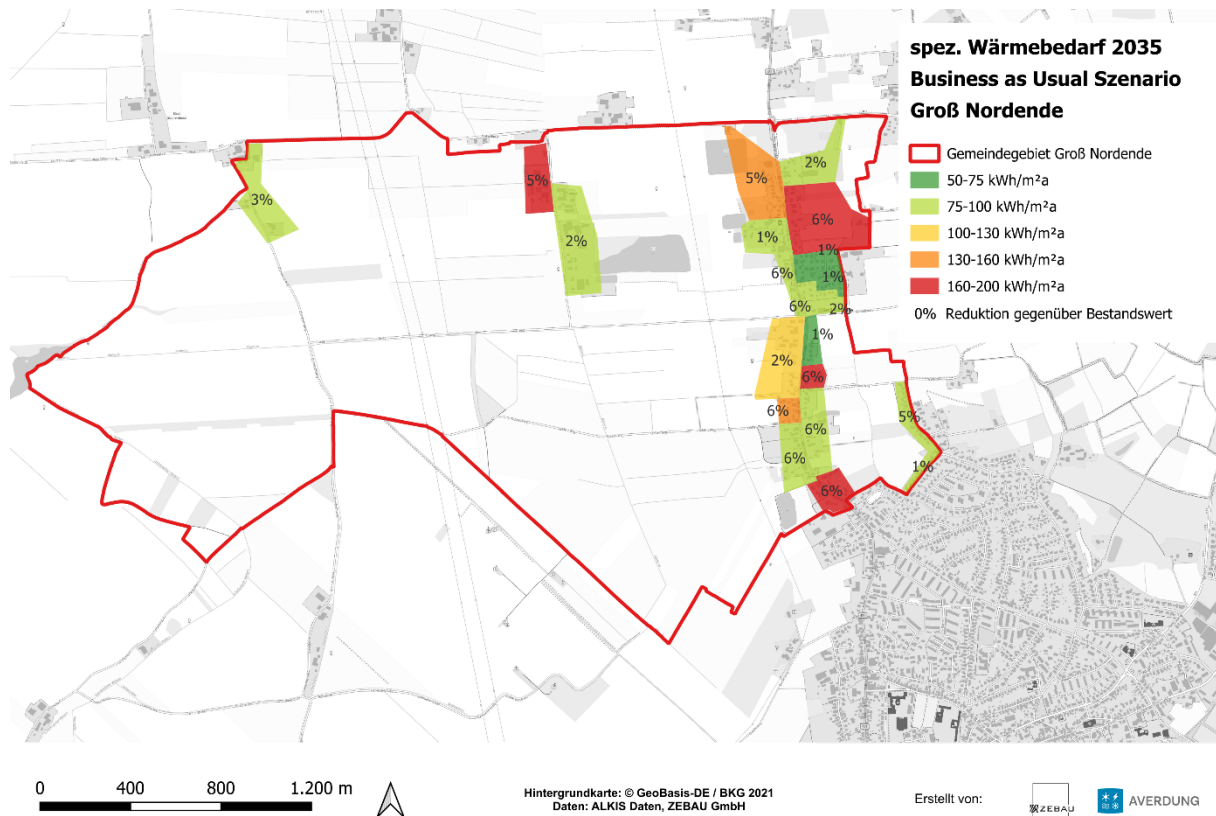 spez. Wärmebedarf 2035
Business as Usual Szenario
Groß Nordende
Gemeindegebiet Groß Nordende
50-75 kWh/m²a
75-100 kWh/m²a
100-130 kWh/m²a
130-160 kWh/m²a
160-200 kWh/m²a
0% Reduktion gegenüber Bestandswert
2%
5%
5%
3%
6%
1%
2%
1%
6%
1%
6%
2%
1%
2%
6%
6%
5%
6%
6%
1%
6%
0 400 800 1.200 m
Hintergrundkarte: © GeoBasis-DE / BKG 2021
Daten: ALKIS Daten, ZEBAU GmbH
Erstellt von:
ZEBAU
AVERDUNG